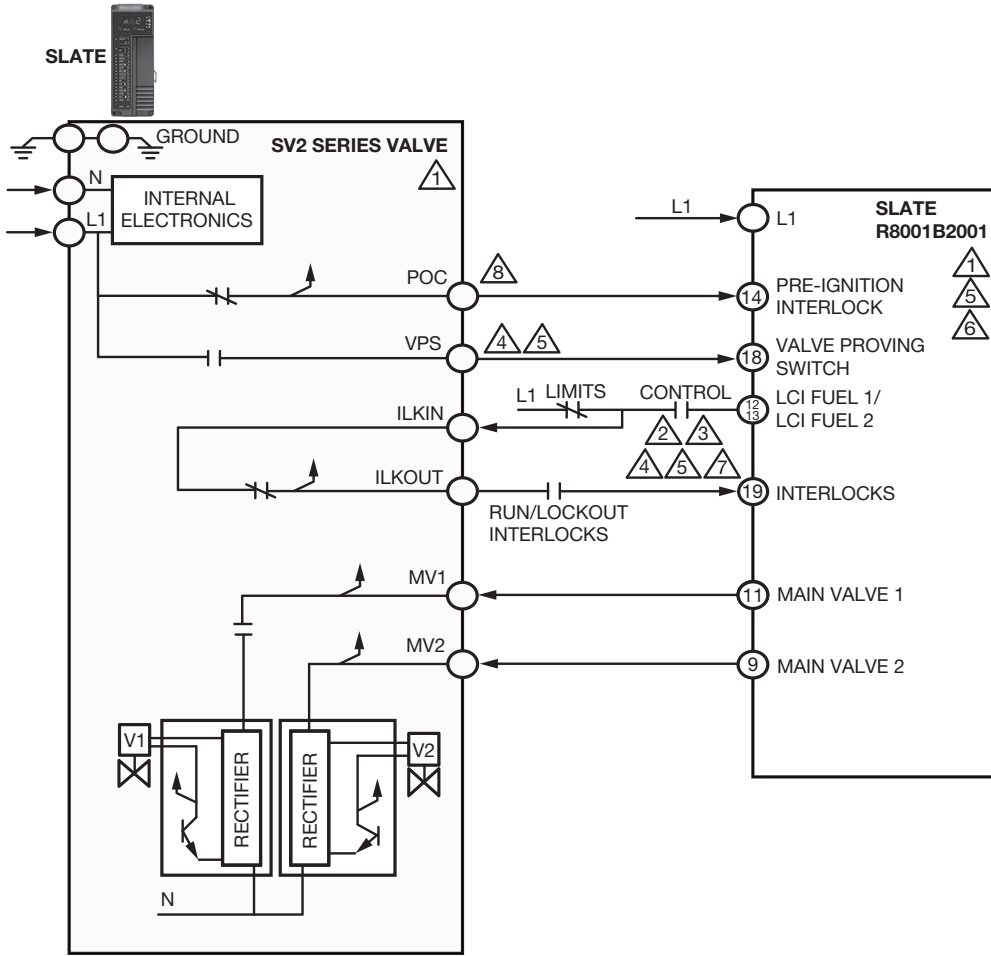 SLATE
GROUND
SV2 SERIES VALVE
1
N
INTERNAL
ELECTRONICS
L1
L1
L1
SLATE
R8001B2001
1
5
6
POC
8
14
PRE-IGNITION
INTERLOCK
VPS
4
5
18
VALVE PROVING
SWITCH
L1
LIMITS
CONTROL
12
13
LCI FUEL 1/
LCI FUEL 2
ILKIN
2
3
4
5
7
ILKOUT
19
INTERLOCKS
RUN/LOCKOUT
INTERLOCKS
MV1
11
MAIN VALVE 1
MV2
9
MAIN VALVE 2
V1
RECTIFIER
RECTIFIER
V2
N